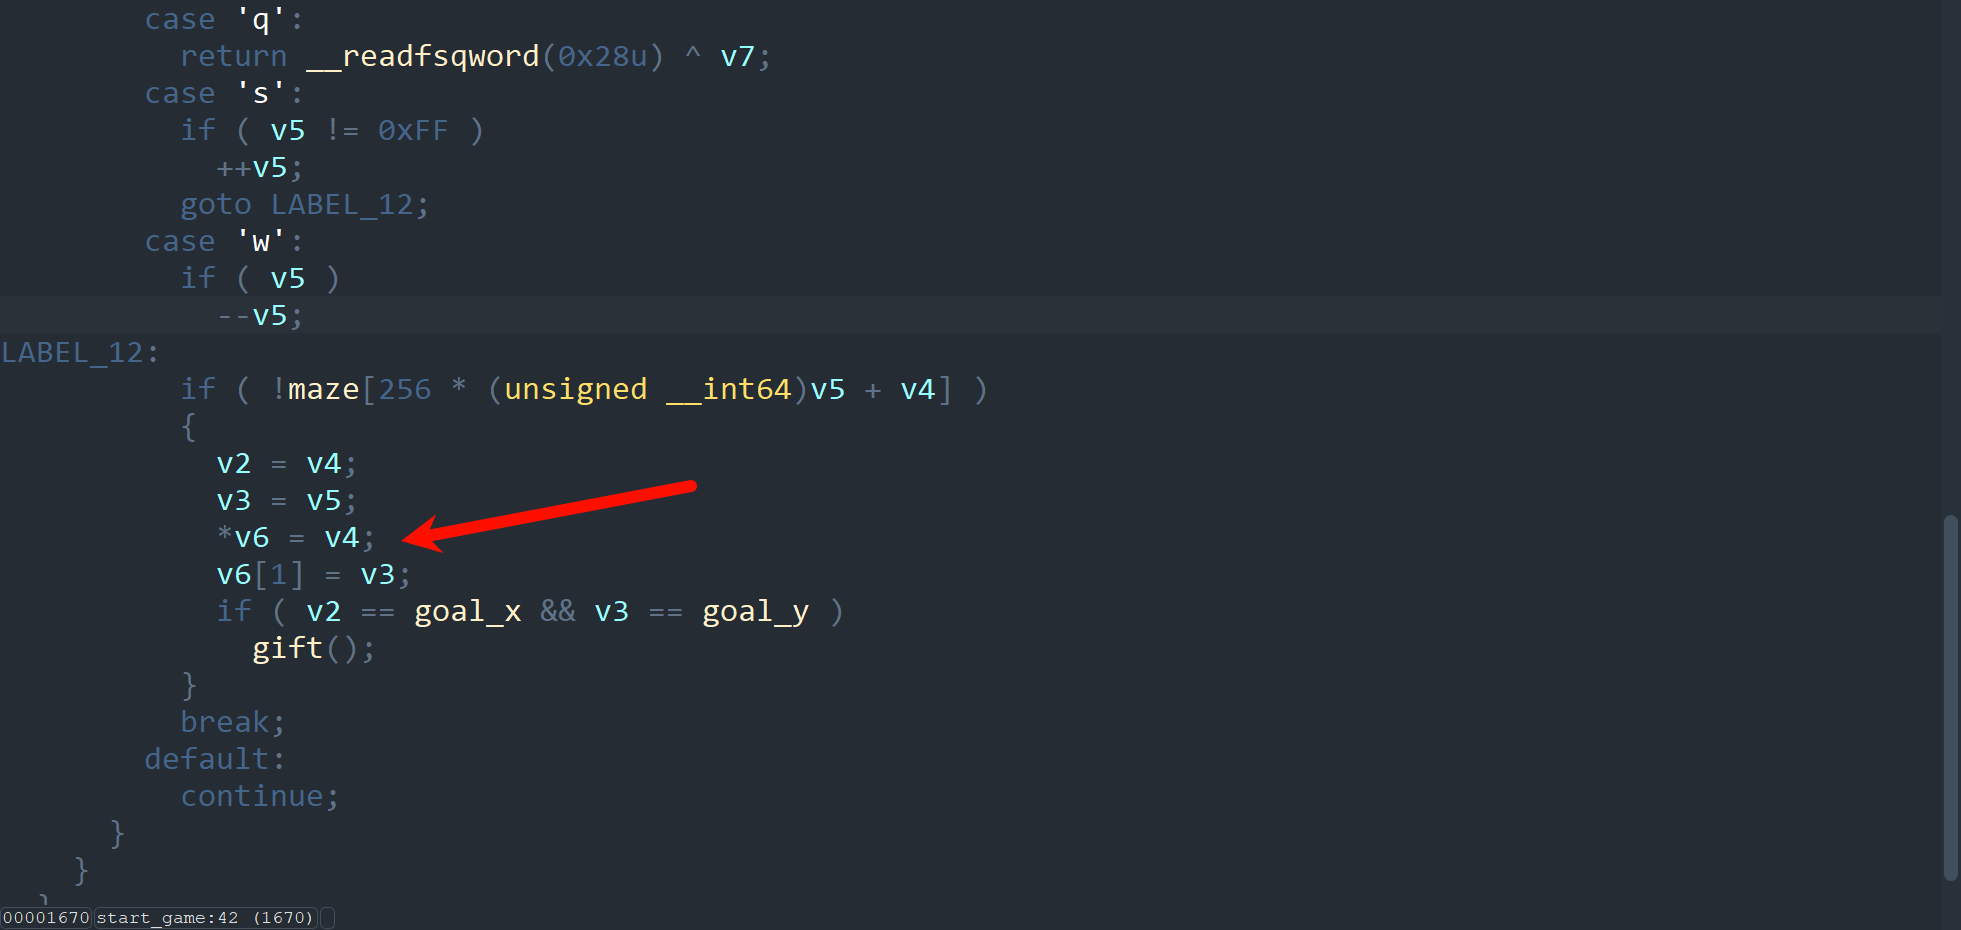 case 'q':
return __readfsqword(0x28u) ^ v7;
case 's':
if ( v5 != 0xFF )
++v5;
goto LABEL_12;
case 'w':
if ( v5 )
--v5;
LABEL_12:
if ( !maze[256 * (unsigned __int64)v5 + v4] )
{
v2 = v4;
v3 = v5;
*v6 = v4;
v6[1] = v3;
if ( v2 == goal_x && v3 == goal_y )
gift();
}
break;
default:
continue;
}
}
}
00001670 start_game:42 (1670)